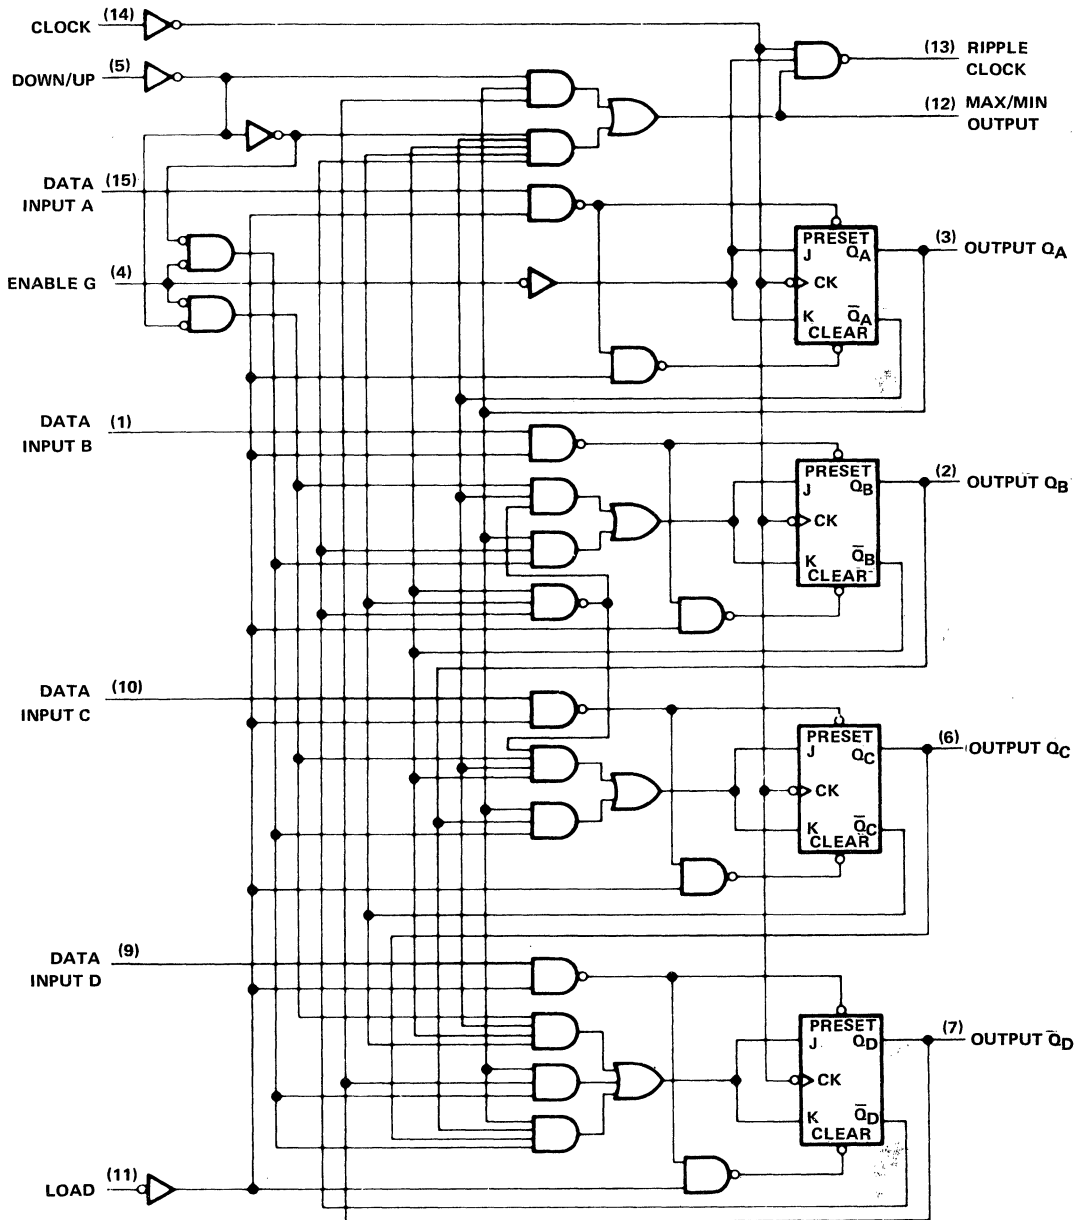 CLOCK (14)
(13) RIPPLE
CLOCK
DOWN/UP (5)
(12) MAX/MIN
OUTPUT
DATA (15)
INPUT A
PRESET
J QA
(3) OUTPUT QA
ENABLE G (4)
CK
K Q̅A
CLEAR
DATA (1)
INPUT B
PRESET
J QB
(2) OUTPUT QB
CK
K Q̅B
CLEAR
DATA (10)
INPUT C
PRESET
J QC
(6) OUTPUT QC
CK
K Q̅C
CLEAR
DATA (9)
INPUT D
PRESET
J QD
(7) OUTPUT Q̅D
CK
K Q̅D
CLEAR
LOAD (11)